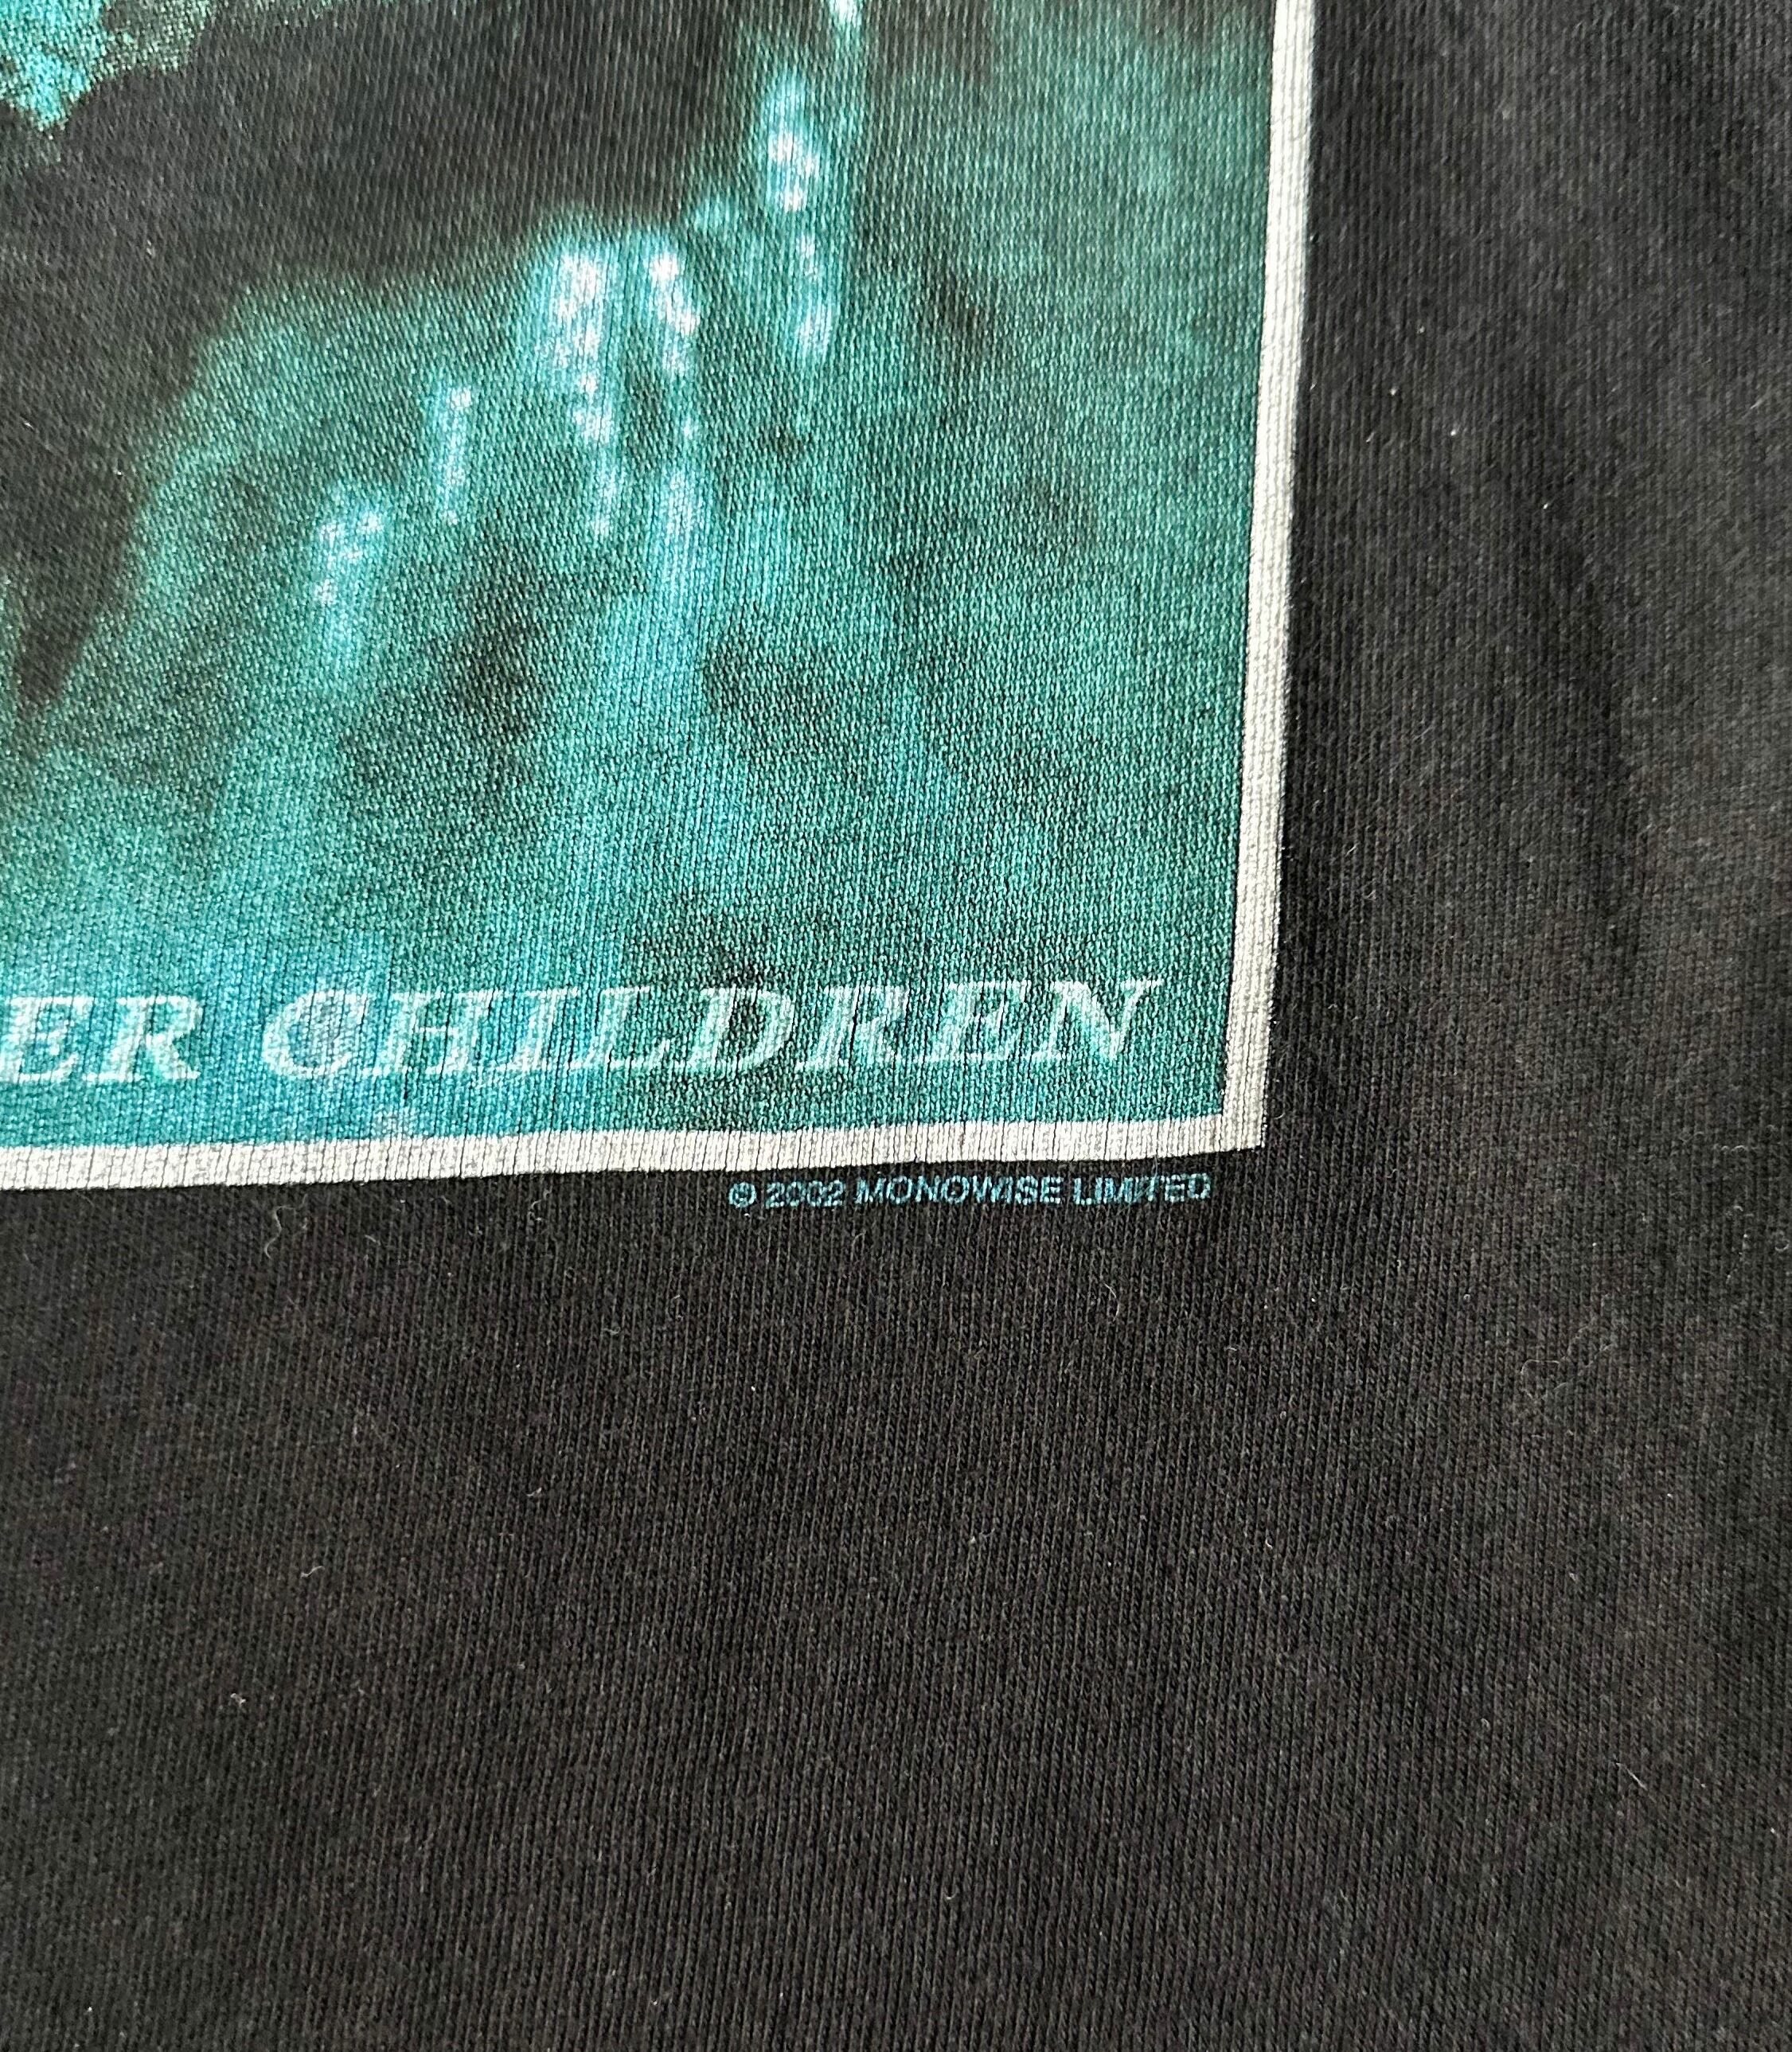 ER CHILDREN
© 2002 MONOWISE LIMITED